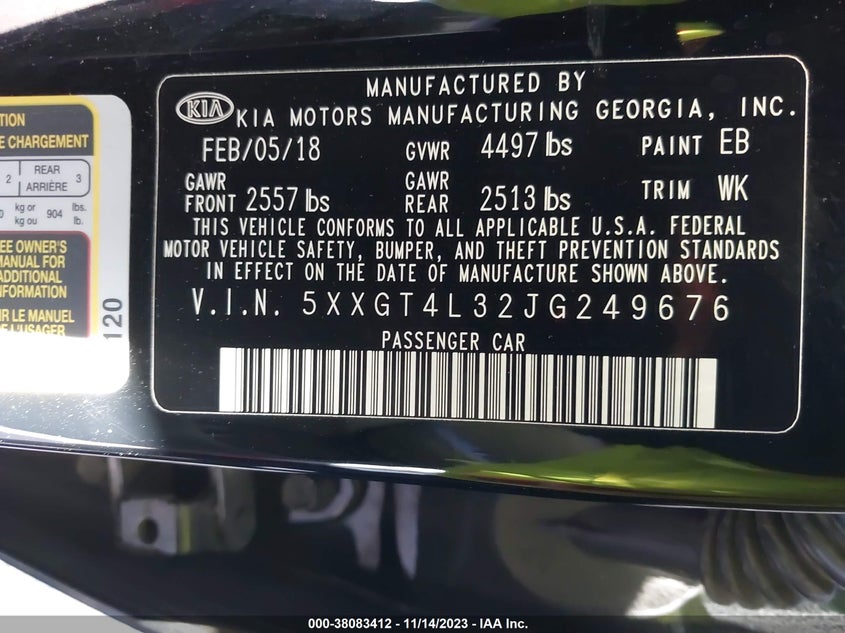 TION
E CHARGEMENT
2 REAR ARRIÈRE 3
0 kg or kg ou 904 lbs. lb.
EE OWNER'S
MANUAL FOR
ADDITIONAL
INFORMATION
IR LE MANUEL
DE L'USAGER
120
MANUFACTURED BY
KIA KIA MOTORS MANUFACTURING GEORGIA, INC.
FEB/05/18 GVWR 4497 lbs PAINT EB
GAWR FRONT 2557 lbs GAWR REAR 2513 lbs TRIM WK
THIS VEHICLE CONFORMS TO ALL APPLICABLE U.S.A. FEDERAL
MOTOR VEHICLE SAFETY, BUMPER, AND THEFT PREVENTION STANDARDS
IN EFFECT ON THE DATE OF MANUFACTURE SHOWN ABOVE.
V.I.N. 5XXGT4L32JG249676
PASSENGER CAR
000-38083412 - 11/14/2023 - IAA Inc.